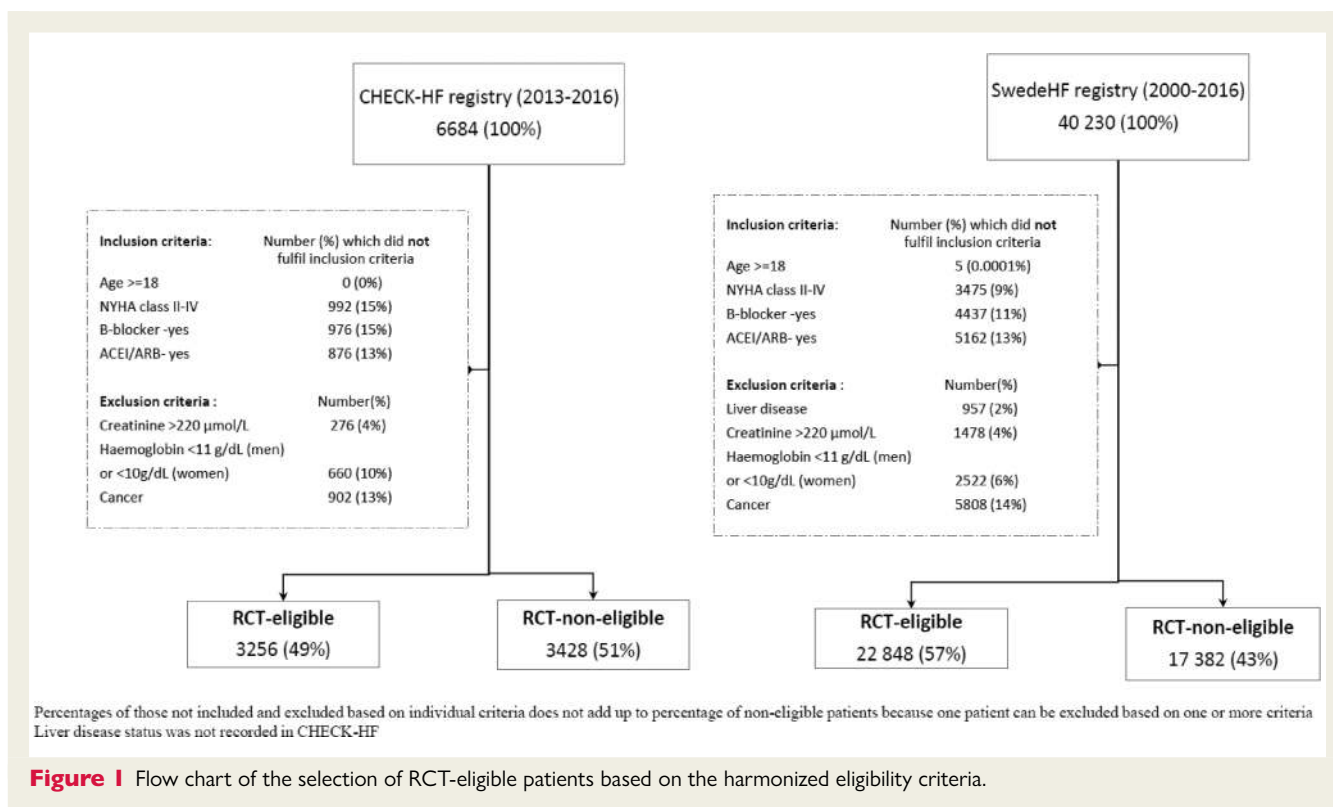 CHECK-HF registry (2013-2016)
6684 (100%)
Inclusion criteria: Number (%) which did not
fulfil inclusion criteria
Age >=18 0 (0%)
NYHA class II-IV 992 (15%)
B-blocker -yes 976 (15%)
ACEI/ARB- yes 876 (13%)
Exclusion criteria : Number(%)
Creatinine >220 μmol/L 276 (4%)
Haemoglobin <11 g/dL (men)
or <10g/dL (women) 660 (10%)
Cancer 902 (13%)
RCT-eligible
3256 (49%)
RCT-non-eligible
3428 (51%)
SwedeHF registry (2000-2016)
40 230 (100%)
Inclusion criteria: Number (%) which did not
fulfil inclusion criteria
Age >=18 5 (0.0001%)
NYHA class II-IV 3475 (9%)
B-blocker -yes 4437 (11%)
ACEI/ARB- yes 5162 (13%)
Exclusion criteria : Number(%)
Liver disease 957 (2%)
Creatinine >220 μmol/L 1478 (4%)
Haemoglobin <11 g/dL (men)
or <10g/dL (women) 2522 (6%)
Cancer 5808 (14%)
RCT-eligible
22 848 (57%)
RCT-non-eligible
17 382 (43%)
Percentages of those not included and excluded based on individual criteria does not add up to percentage of non-eligible patients because one patient can be excluded based on one or more criteria
Liver disease status was not recorded in CHECK-HF
Figure 1 Flow chart of the selection of RCT-eligible patients based on the harmonized eligibility criteria.